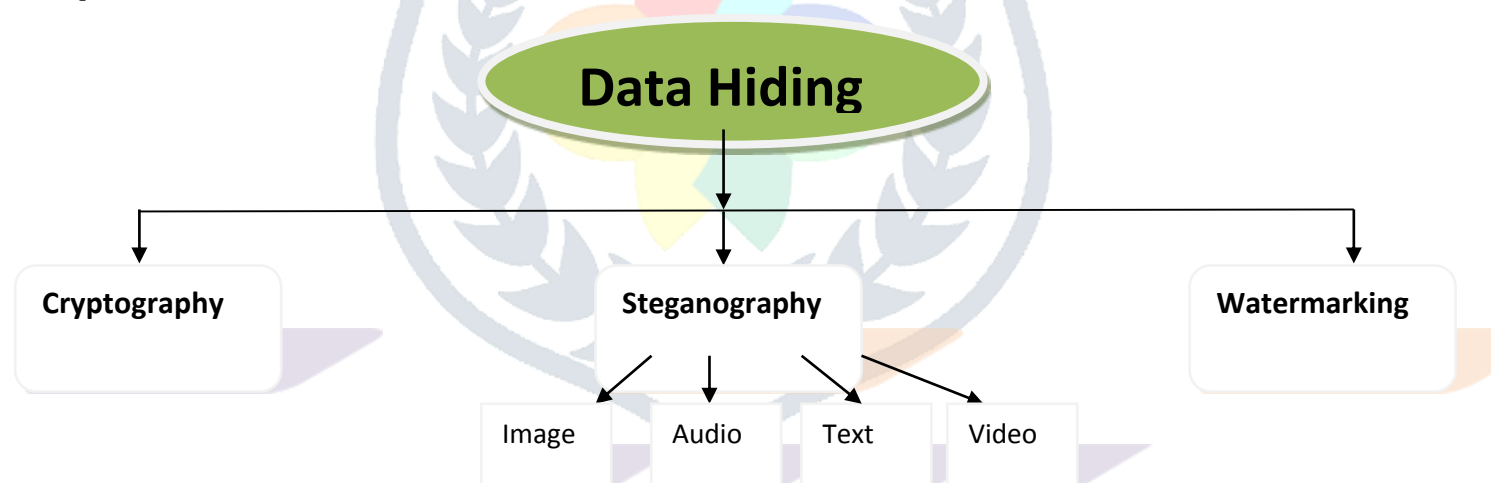 Data Hiding
Cryptography
Steganography
Watermarking
Image
Audio
Text
Video